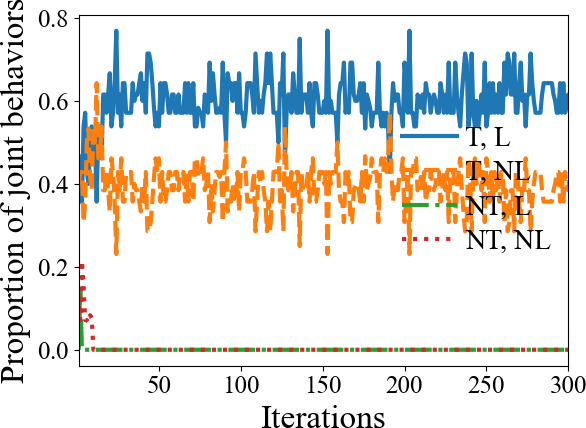 Proportion of joint behaviors
0.8
0.6
0.4
0.2
0.0
T, L
T, NL
NT, L
NT, NL
50
100
150
200
250
300
Iterations